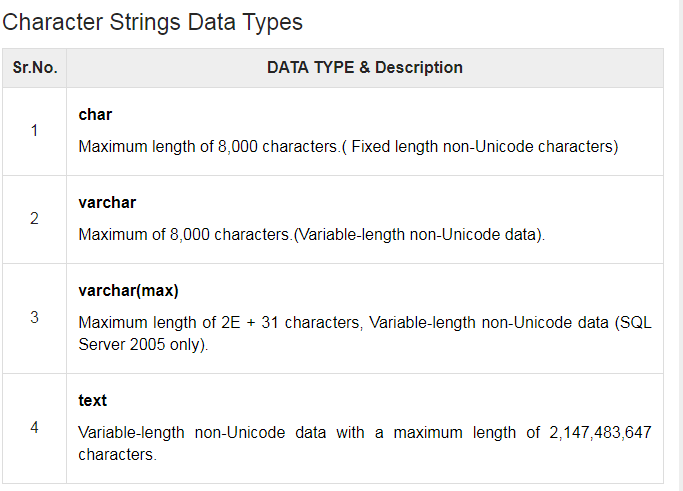 Character Strings Data Types
Sr.No. DATA TYPE & Description
1
char
Maximum length of 8,000 characters.( Fixed length non-Unicode characters)
2
varchar
Maximum of 8,000 characters.(Variable-length non-Unicode data).
3
varchar(max)
Maximum length of 2E + 31 characters, Variable-length non-Unicode data (SQL
Server 2005 only).
4
text
Variable-length non-Unicode data with a maximum length of 2,147,483,647
characters.